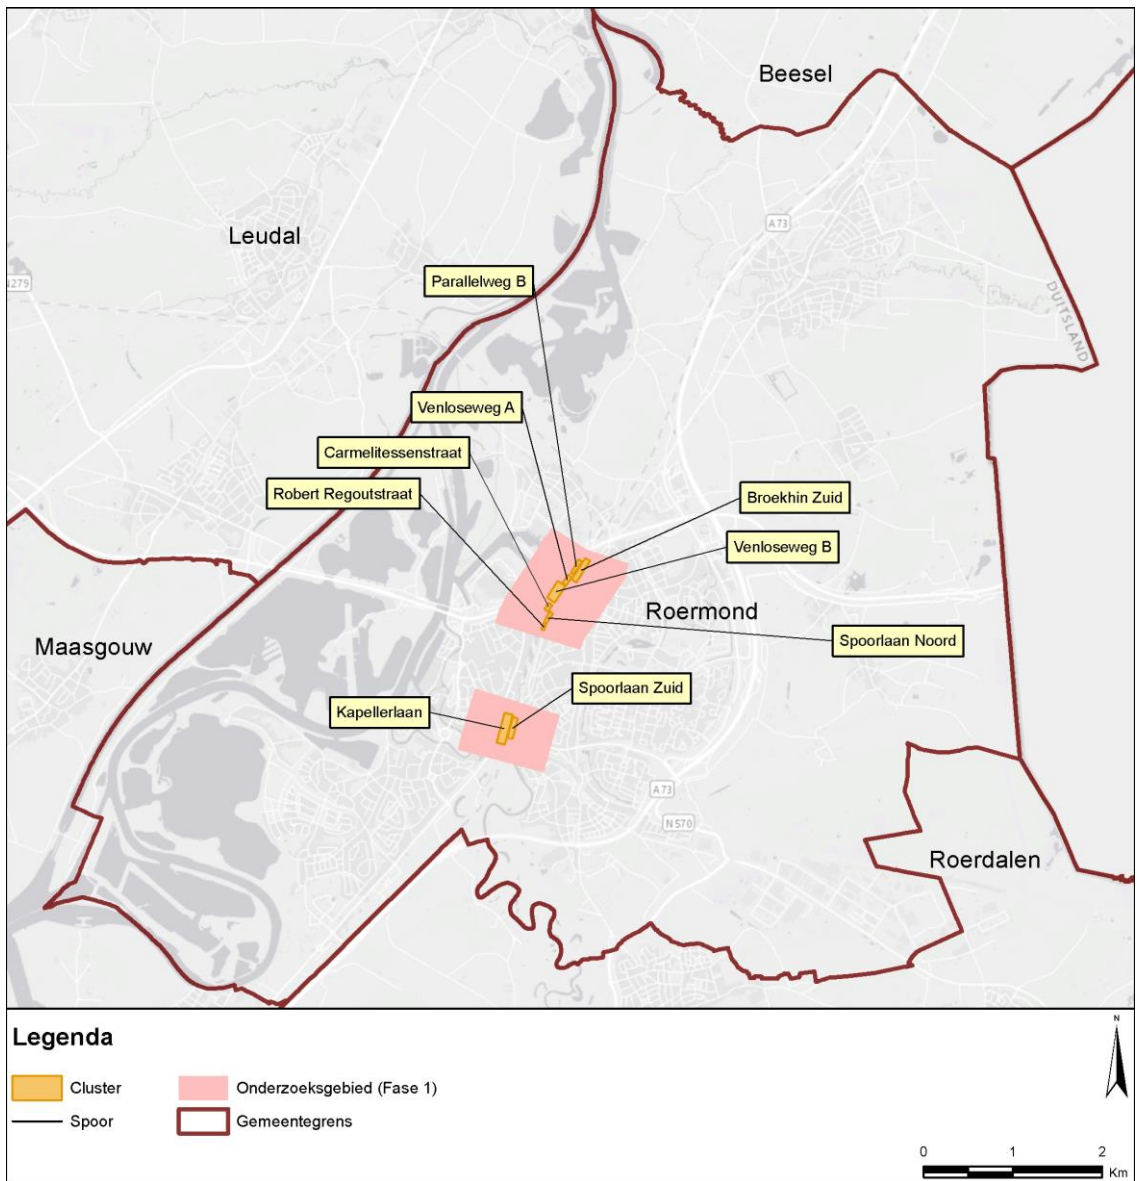 Beesel
A73
Leudal
N279
Parallelweg B
DUITSLAND
Venloseweg A
Carmelitessenstraat
Robert Regoutstraat
Broekhin Zuid
Venloseweg B
Roermond
Spoorlaan Noord
Maasgouw
Spoorlaan Zuid
Kapellerlaan
A73
N570
Roerdalen
Legenda
N
Cluster
Onderzoeksgebied (Fase 1)
Spoor
Gemeentegrens
0 1 2
Km